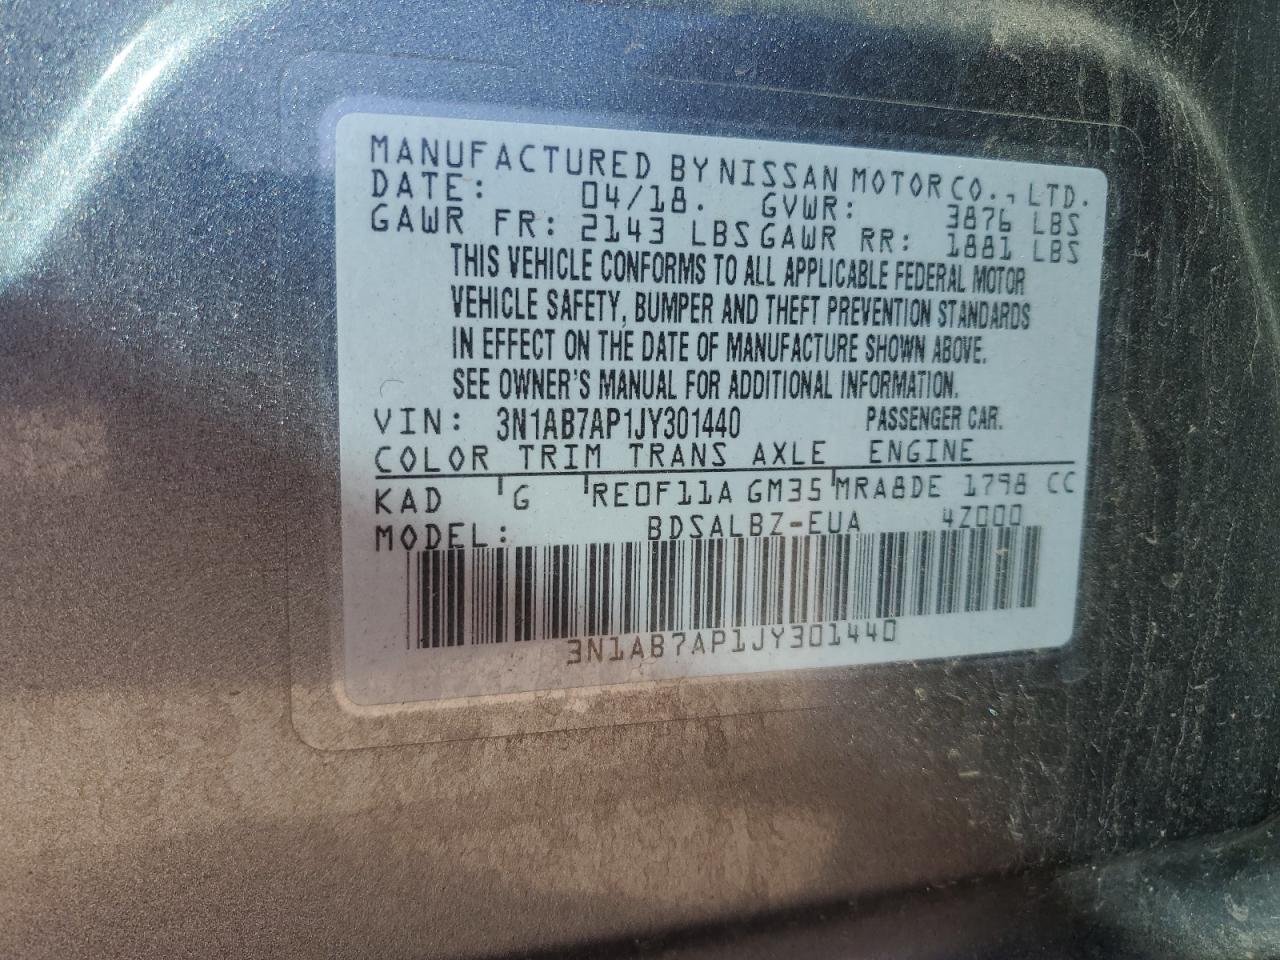 MANUFACTURED BY NISSAN MOTOR CO., LTD.
DATE: 04/18. GVWR: 3876 LBS
GAWR FR: 2143 LBS GAWR RR: 1881 LBS
THIS VEHICLE CONFORMS TO ALL APPLICABLE FEDERAL MOTOR
VEHICLE SAFETY, BUMPER AND THEFT PREVENTION STANDARDS
IN EFFECT ON THE DATE OF MANUFACTURE SHOWN ABOVE.
SEE OWNER'S MANUAL FOR ADDITIONAL INFORMATION.
VIN: 3N1AB7AP1JY301440 PASSENGER CAR.
COLOR TRIM TRANS AXLE ENGINE
KAD G RE0F11A GM35 MRA8DE 1798 CC
MODEL: BDSALBZ-EUA 4Z000
3N1AB7AP1JY301440